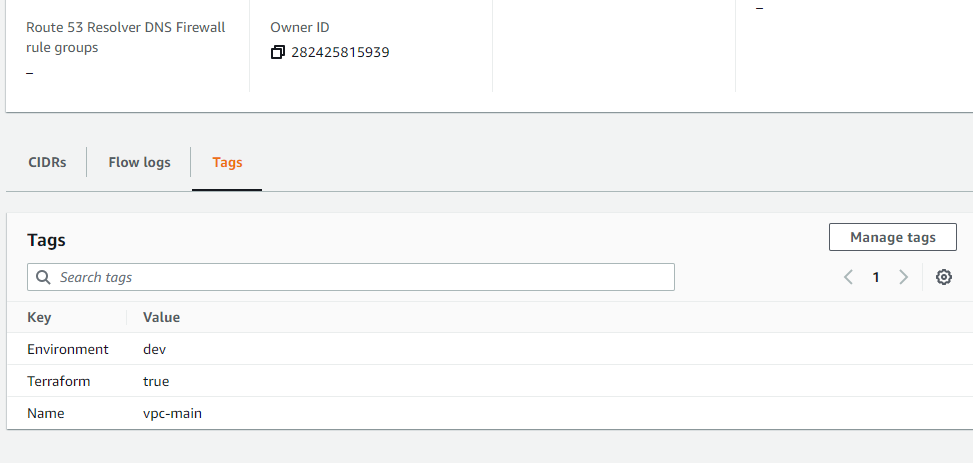 Route 53 Resolver DNS Firewall
rule groups
–
Owner ID
282425815939
–
CIDRs
Flow logs
Tags
Tags
Manage tags
Search tags
1
Key Value
Environment dev
Terraform true
Name vpc-main